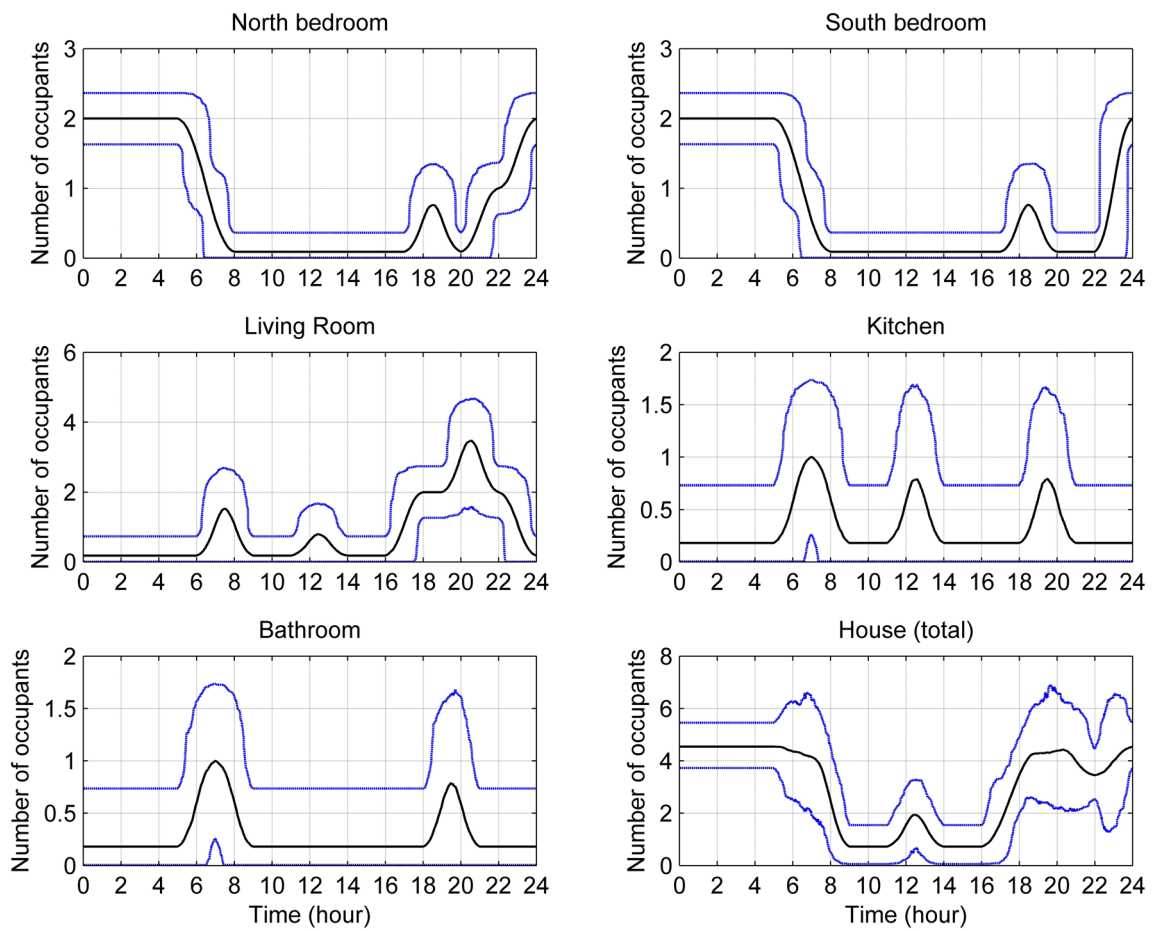 North bedroom
Number of occupants
3
2
1
0
0 2 4 6 8 10 12 14 16 18 20 22 24
South bedroom
Number of occupants
3
2
1
0
0 2 4 6 8 10 12 14 16 18 20 22 24
Living Room
Number of occupants
6
4
2
0
0 2 4 6 8 10 12 14 16 18 20 22 24
Kitchen
Number of occupants
2
1.5
1
0.5
0
0 2 4 6 8 10 12 14 16 18 20 22 24
Bathroom
Number of occupants
2
1.5
1
0.5
0
0 2 4 6 8 10 12 14 16 18 20 22 24
Time (hour)
House (total)
Number of occupants
8
6
4
2
0
0 2 4 6 8 10 12 14 16 18 20 22 24
Time (hour)